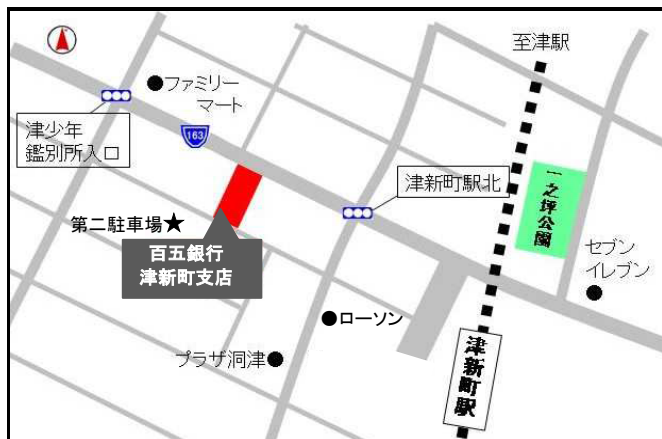 至津駅
ファミリー
マート
津少年
鑑別所入口
163
津新町駅北
一之坪公園
第二駐車場★
百五銀行
津新町支店
セブン
イレブン
ローソン
プラザ洞津
津新町駅